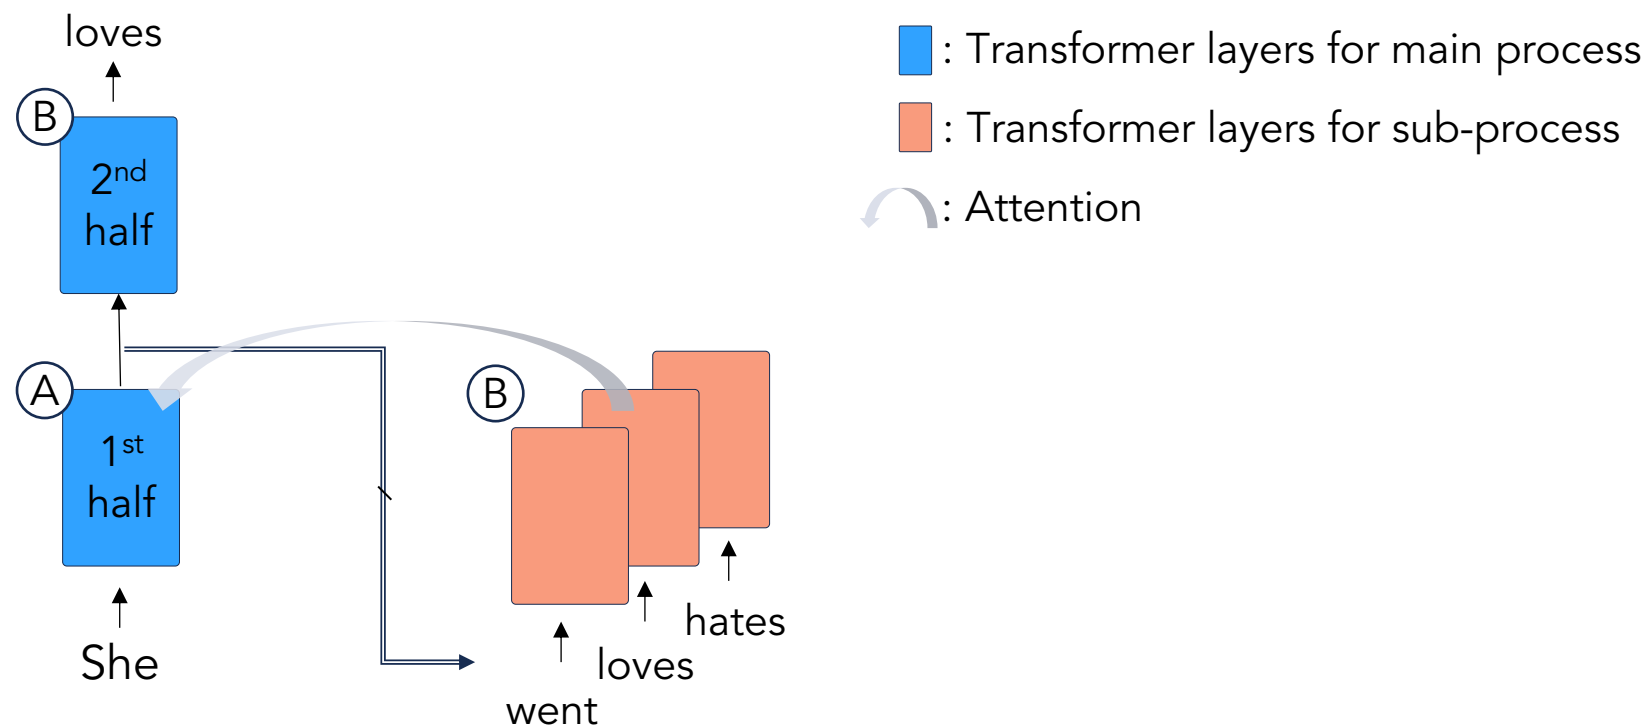 loves
B
2nd
half
A
1st
half
She
B
went
loves
hates
: Transformer layers for main process
: Transformer layers for sub-process
: Attention